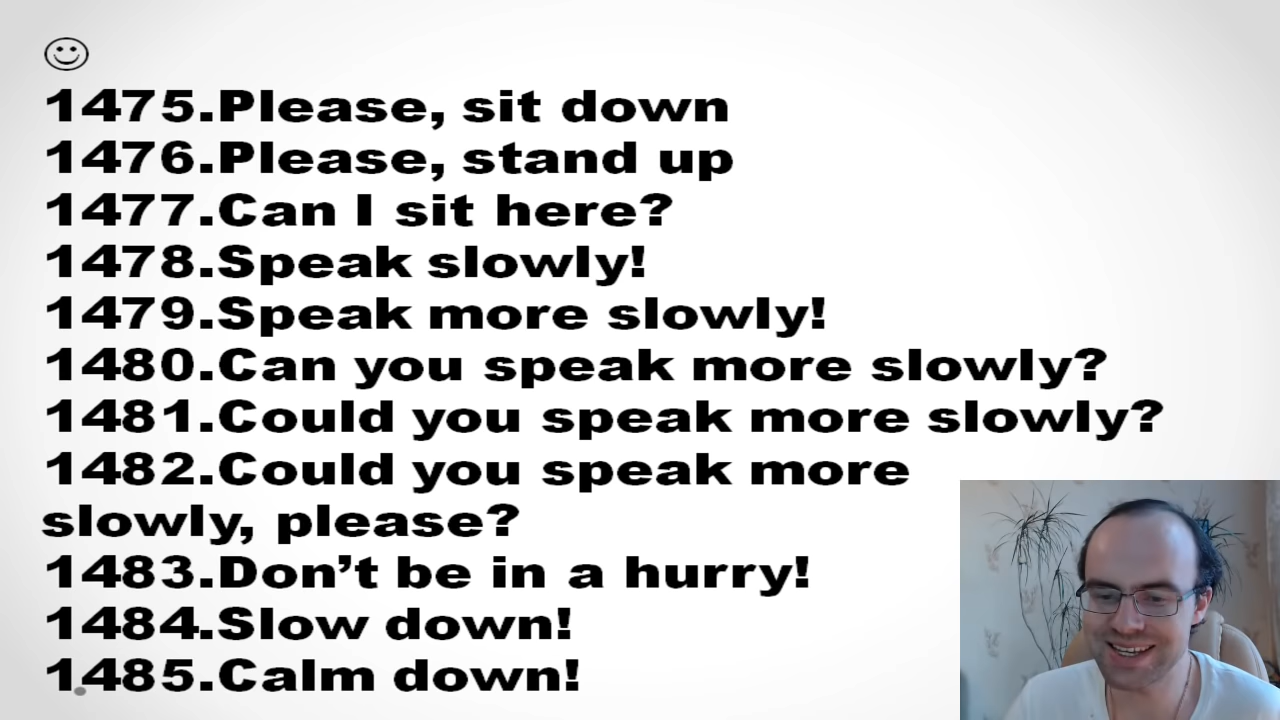 ☺
1475.Please, sit down
1476.Please, stand up
1477.Can I sit here?
1478.Speak slowly!
1479.Speak more slowly!
1480.Can you speak more slowly?
1481.Could you speak more slowly?
1482.Could you speak more
slowly, please?
1483.Don’t be in a hurry!
1484.Slow down!
1485.Calm down!